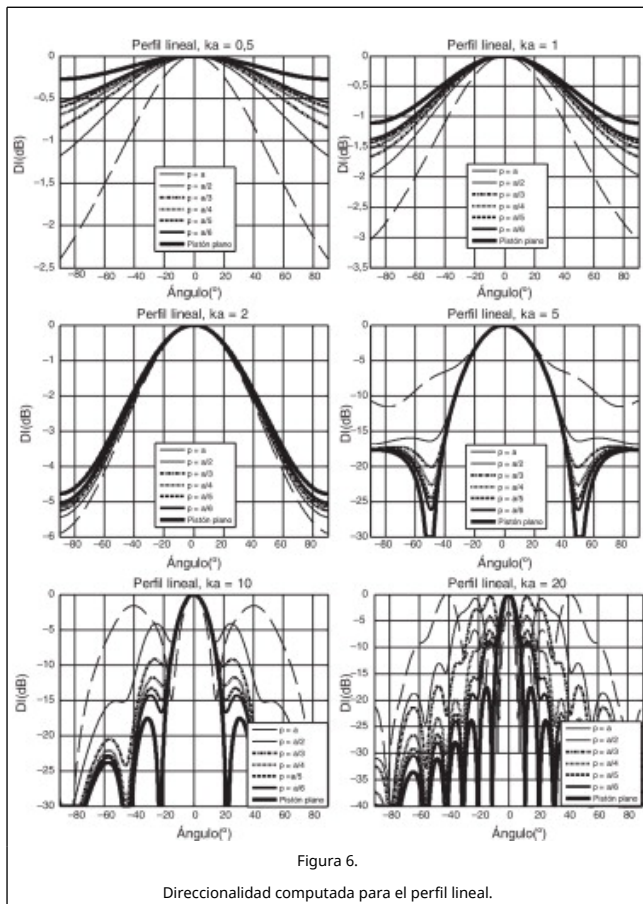 Perfil lineal, ka = 0,5
DI(dB)
0
−0,5
−1
−1,5
−2
−2,5
p = a
p = a/2
p = a/3
p = a/4
p = a/5
p = a/6
Pistón plano
−80 −60 −40 −20 0 20 40 60 80
Ángulo(º)
Perfil lineal, ka = 1
DI(dB)
0
−0,5
−1
−1,5
−2
−2,5
−3
−3,5
p = a
p = a/2
p = a/3
p = a/4
p = a/5
p = a/6
Pistón plano
−80 −60 −40 −20 0 20 40 60 80
Ángulo(º)
Perfil lineal, ka = 2
DI(dB)
0
−1
−2
−3
−4
−5
−6
p = a
p = a/2
p = a/3
p = a/4
p = a/5
p = a/6
Pistón plano
−80 −60 −40 −20 0 20 40 60 80
Ángulo(º)
Perfil lineal, ka = 5
DI(dB)
0
−5
−10
−15
−20
−25
−30
p = a
p = a/2
p = a/3
p = a/4
p = a/5
p = a/6
Pistón plano
−80 −60 −40 −20 0 20 40 60 80
Ángulo(º)
Perfil lineal, ka = 10
DI(dB)
0
−5
−10
−15
−20
−25
−30
p = a
p = a/2
p = a/3
p = a/4
p = a/5
p = a/6
Pistón plano
−80 −60 −40 −20 0 20 40 60 80
Ángulo(º)
Perfil lineal, ka = 20
DI(dB)
0
−5
−10
−15
−20
−25
−30
−35
−40
p = a
p = a/2
p = a/3
p = a/4
p = a/5
p = a/6
Pistón plano
−80 −60 −40 −20 0 20 40 60 80
Ángulo(º)
Figura 6.
Direccionalidad computada para el perfil lineal.